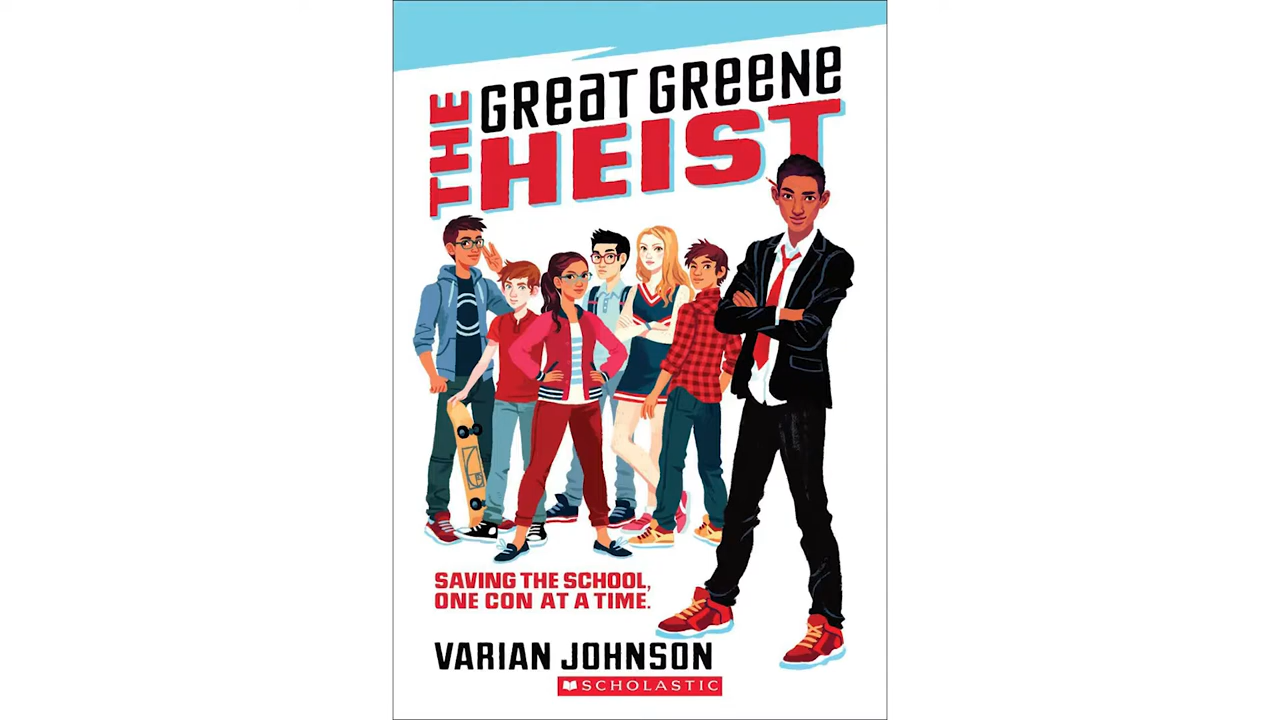 THE
GREAT GREENE
HEIST
SAVING THE SCHOOL,
ONE CON AT A TIME.
VARIAN JOHNSON
SCHOLASTIC